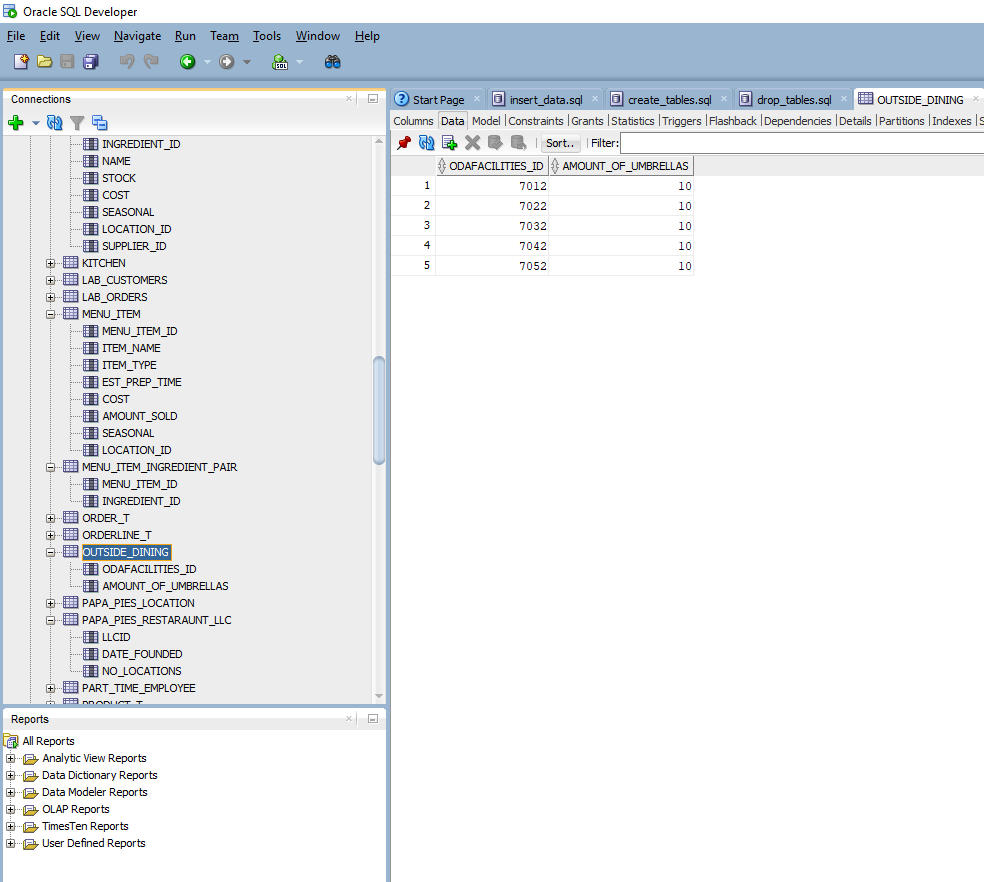 Oracle SQL Developer
File Edit View Navigate Run Team Tools Window Help
Connections
INGREDIENT_ID
NAME
STOCK
COST
SEASONAL
LOCATION_ID
SUPPLIER_ID
KITCHEN
LAB_CUSTOMERS
LAB_ORDERS
MENU_ITEM
MENU_ITEM_ID
ITEM_NAME
ITEM_TYPE
EST_PREP_TIME
COST
AMOUNT_SOLD
SEASONAL
LOCATION_ID
MENU_ITEM_INGREDIENT_PAIR
MENU_ITEM_ID
INGREDIENT_ID
ORDER_T
ORDERLINE_T
OUTSIDE_DINING
ODAFACILITIES_ID
AMOUNT_OF_UMBRELLAS
PAPA_PIES_LOCATION
PAPA_PIES_RESTARAUNT_LLC
LLCID
DATE_FOUNDED
NO_LOCATIONS
PART_TIME_EMPLOYEE
PRODUCT_T
Reports
All Reports
Analytic View Reports
Data Dictionary Reports
Data Modeler Reports
OLAP Reports
TimesTen Reports
User Defined Reports
Start Page insert_data.sql create_tables.sql drop_tables.sql OUTSIDE_DINING
Columns Data Model Constraints Grants Statistics Triggers Flashback Dependencies Details Partitions Indexes S
Sort.. Filter:
ODAFACILITIES_ID AMOUNT_OF_UMBRELLAS
1 7012 10
2 7022 10
3 7032 10
4 7042 10
5 7052 10